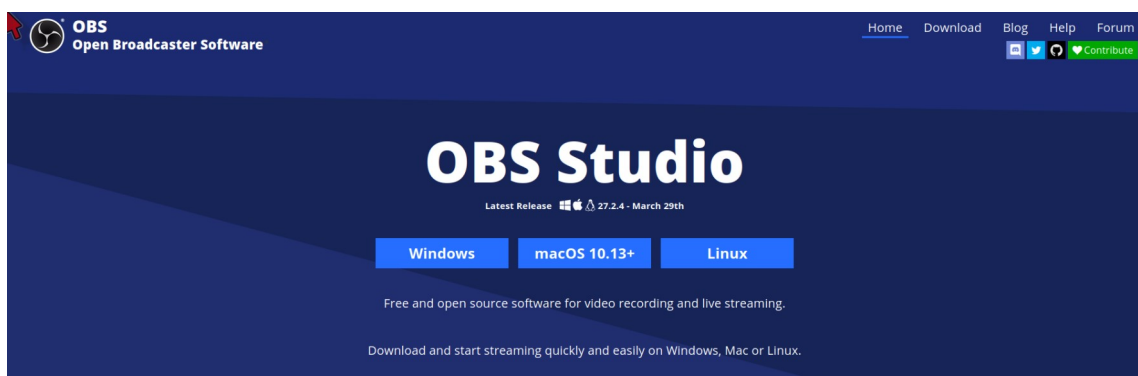 OBS
Open Broadcaster Software
Home Download Blog Help Forum
Contribute
OBS Studio
Latest Release 27.2.4 - March 29th
Windows macOS 10.13+ Linux
Free and open source software for video recording and live streaming.
Download and start streaming quickly and easily on Windows, Mac or Linux.